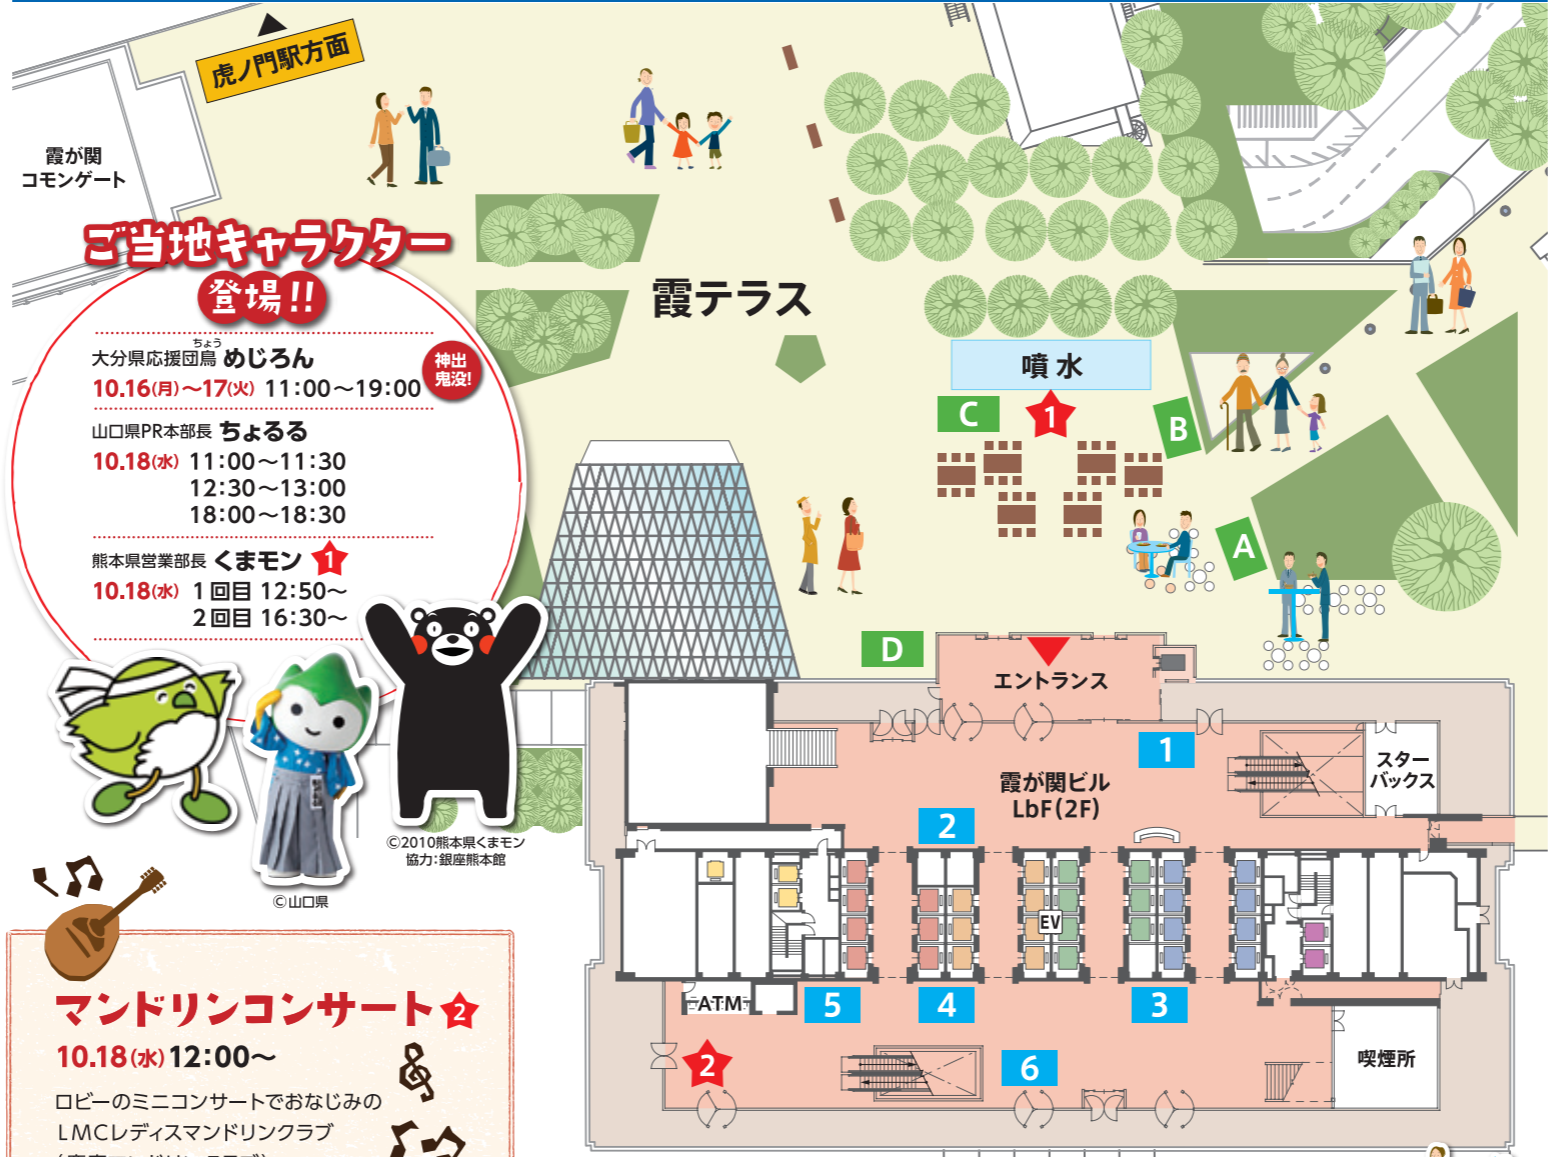 虎ノ門駅方面
霞が関
コモンゲート
ご当地キャラクター
登場!!
ちょう
大分県応援団鳥 めじろん
10.16(月)〜17(火) 11:00〜19:00
神出
鬼没!
山口県PR本部長 ちょるる
10.18(水) 11:00〜11:30
12:30〜13:00
18:00〜18:30
熊本県営業部長 くまモン 1
10.18(水) 1回目 12:50〜
2回目 16:30〜
©2010熊本県くまモン
協力:銀座熊本館
©山口県
マンドリンコンサート 2
10.18(水) 12:00〜
ロビーのミニコンサートでおなじみの
LMCレディスマンドリンクラブ
霞テラス
噴水
C
1
B
A
D
エントランス
1
スター
バックス
霞が関ビル
LbF(2F)
2
EV
ATM
5
4
3
2
6
喫煙所